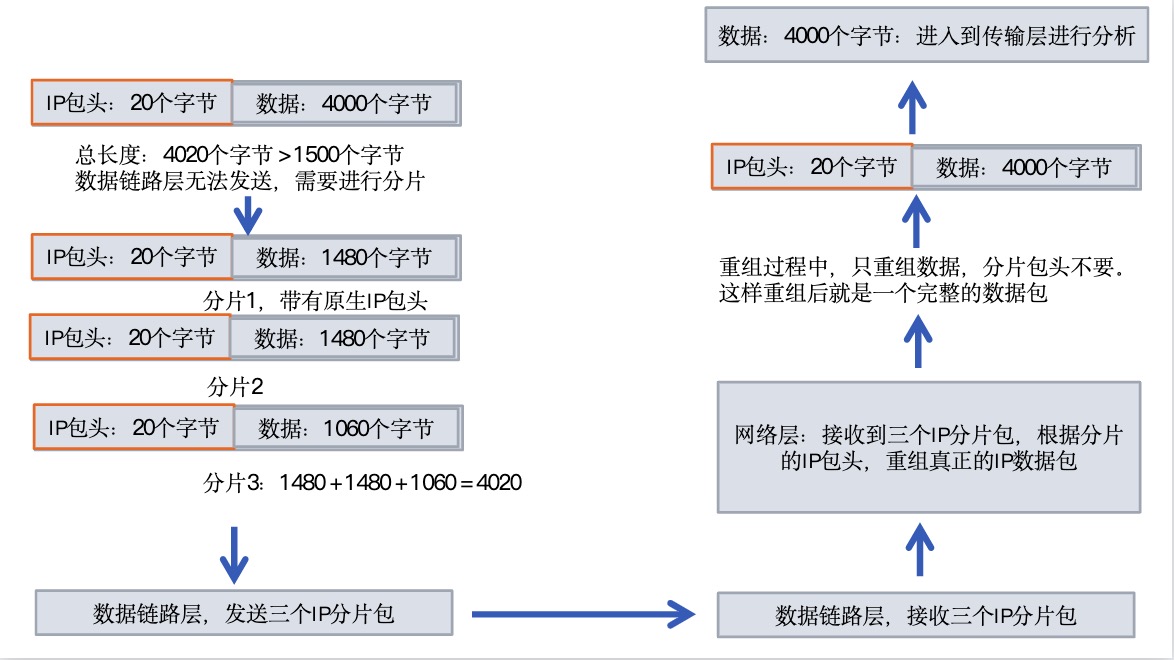 IP包头：20个字节
数据：4000个字节
总长度：4020个字节 >1500个字节
数据链路层无法发送，需要进行分片
IP包头：20个字节
数据：1480个字节
分片1，带有原生IP包头
IP包头：20个字节
数据：1480个字节
分片2
IP包头：20个字节
数据：1060个字节
分片3：1480+1480+1060=4020
数据链路层，发送三个IP分片包
数据链路层，接收三个IP分片包
网络层：接收到三个IP分片包，根据分片
的IP包头，重组真正的IP数据包
重组过程中，只重组数据，分片包头不要。
这样重组后就是一个完整的数据包
IP包头：20个字节
数据：4000个字节
数据：4000个字节：进入到传输层进行分析